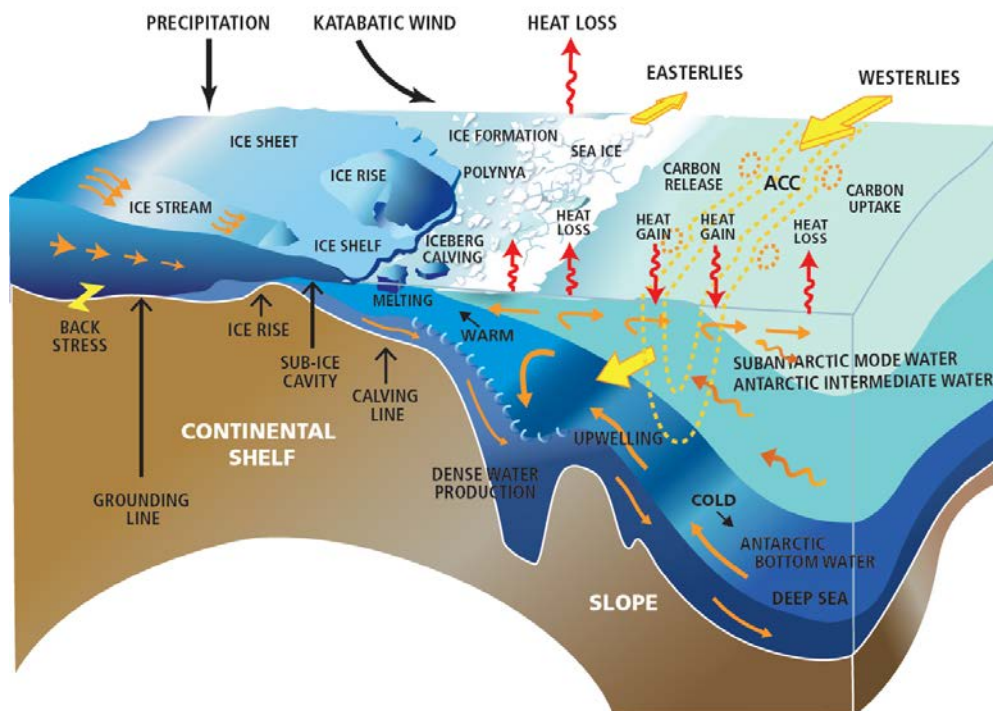 PRECIPITATION
KATABATIC WIND
HEAT LOSS
EASTERLIES
WESTERLIES
ICE SHEET
ICE FORMATION
SEA ICE
POLYNYA
ICE RISE
CARBON
RELEASE
ACC
CARBON
UPTAKE
ICE STREAM
ICE SHELF
ICEBERG
CALVING
HEAT
LOSS
HEAT
GAIN
HEAT
GAIN
HEAT
LOSS
MELTING
WARM
BACK
STRESS
ICE RISE
SUB-ICE
CAVITY
CALVING
LINE
SUBANTARCTIC MODE WATER
ANTARCTIC INTERMEDIATE WATER
CONTINENTAL
SHELF
UPWELLING
GROUNDING
LINE
DENSE WATER
PRODUCTION
COLD
ANTARCTIC
BOTTOM WATER
DEEP SEA
SLOPE